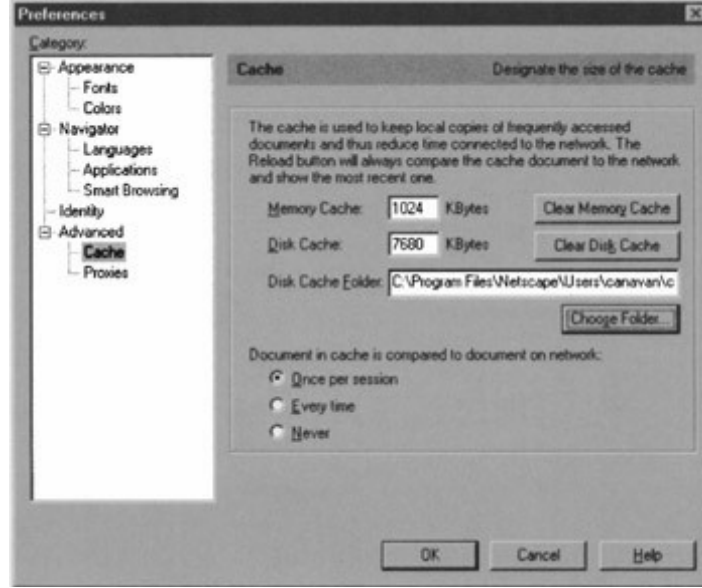 Preferences
Category:
Appearance
Fonts
Colors
Navigator
Languages
Applications
Smart Browsing
Identity
Advanced
Cache
Proxies
Cache Designate the size of the cache
The cache is used to keep local copies of frequently accessed
documents and thus reduce time connected to the network. The
Reload button will always compare the cache document to the network
and show the most recent one.
Memory Cache: 1024 KBytes Clear Memory Cache
Disk Cache: 7680 KBytes Clear Disk Cache
Disk Cache Folder: C:\Program Files\Netscape\Users\canavan\c
Choose Folder...
Document in cache is compared to document on network:
Once per session
Every time
Never
OK Cancel Help